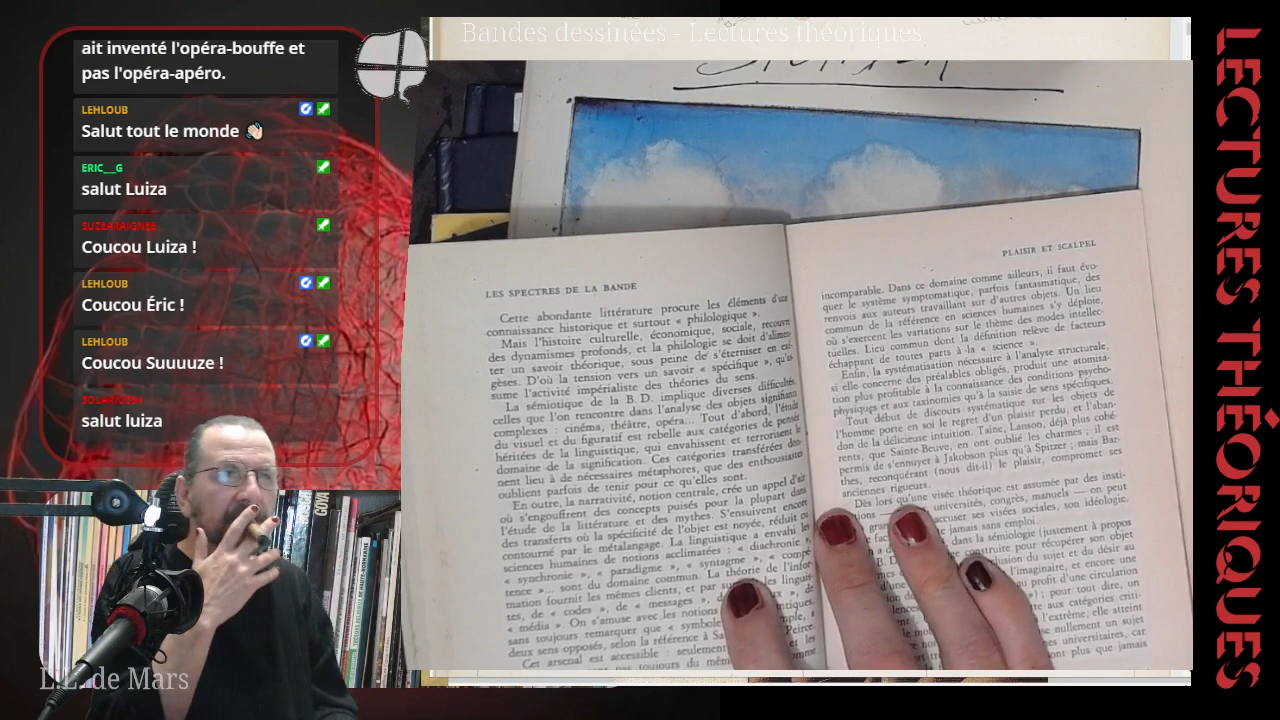 Bandes dessinées - Lectures théoriques
ait inventé l'opéra-bouffe et
pas l'opéra-apéro.
LEHLOUB
Salut tout le monde
ERIC__G
salut Luiza
SUZEARAIGNEE
Coucou Luiza !
LEHLOUB
Coucou Éric !
LEHLOUB
Coucou Suuuuze !
salut luiza
GOYA
L.L. de Mars
LES SPECTRES DE LA BANDE
Cette abondante littérature procure les éléments d'une
connaissance historique et surtout « philologique ».
Mais l'histoire culturelle, économique, sociale, recouvre
des dynamismes profonds, et la philologie se doit d'alimen-
ter un savoir théorique, sous peine de s'éterniser en exé-
gèses. D'où la tension vers un savoir « spécifique », qu'as-
sume l'activité impérialiste des théories du sens.
La sémiotique de la B.D. implique diverses difficultés,
celles que l'on rencontre dans l'analyse des objets signifiants
complexes : cinéma, théâtre, opéra... Tout d'abord, l'étude
du visuel et du figuratif est rebelle aux catégories de pensée
héritées de la linguistique, qui envahissent et terrorisent le
domaine de la signification. Ces catégories transférées don-
nent lieu à de nécessaires métaphores, que des enthousiastes
oublient parfois de tenir pour ce qu'elles sont.
En outre, la narrativité, notion centrale, crée un appel d'air
où s'engouffrent des concepts puisés pour la plupart dans
l'étude de la littérature et des mythes. S'ensuivent encore
des transferts où la spécificité de l'objet est noyée, réduit ou
contourné par le métalangage. La linguistique a envahi les
sciences humaines de notions acclimatées : « diachronie »,
« synchronie », « paradigme », « syntagme », « compé
tence »... sont du domaine commun. La théorie de l'infor-
mation fournit les mêmes clients, et par
tes, de « codes », de « messages », de
« média ». On s'amuse avec les notions
sans toujours remarquer que « symbole
deux sens opposés, selon la référence à Sa Peirce
Cet arsenal est accessible : seulement
pas toujours du même
PLAISIR ET SCALPEL
incomparable. Dans ce domaine comme ailleurs, il faut évo-
quer le système symptomatique, parfois fantasmatique, des
renvois aux auteurs travaillant sur d'autres objets. Un lieu
commun de la référence en sciences humaines s'y déploie,
où s'exercent les variations sur le thème des modes intellec-
tuelles. Lieu commun dont la définition relève de facteurs
échappant de toutes parts à la « science ».
Enfin, la systématisation nécessaire à l'analyse structurale,
si elle concerne des préalables obligés, produit une atomisa-
tion plus profitable à la connaissance des conditions psycho-
physiques et aux taxinomies qu'à la saisie de sens spécifiques.
Tout début de discours systématique sur les objets de
l'homme porte en soi le regret d'un plaisir perdu, et l'aban-
don de la délicieuse intuition. Taine, Lanson, déjà plus cohé-
rents, que Sainte-Beuve, en ont oublié les charmes ; il est
permis de s'ennuyer à Jakobson plus qu'à Spitzer ; mais Bar-
thes, reconquérant (nous dit-il) le plaisir, compromet ses
anciennes rigueurs.
Dès lors qu'une visée théorique est assumée par des insti-
tutions universités, congrès, manuels — on peut
accuser ses visées sociales, son idéologie.
jamais sans emploi.
dans la sémiologie (justement à propos
construite pour récupérer son objet
clusion du sujet et du désir au
l'imaginaire, et encore une
au profit d'une circulation
») ; pour tout dire, un
te aux catégories criti-
l'extrême, elle atteint
se nullement un sujet
es universitaires, car
ont plus que jamais
LECTURES THÉORIQUES